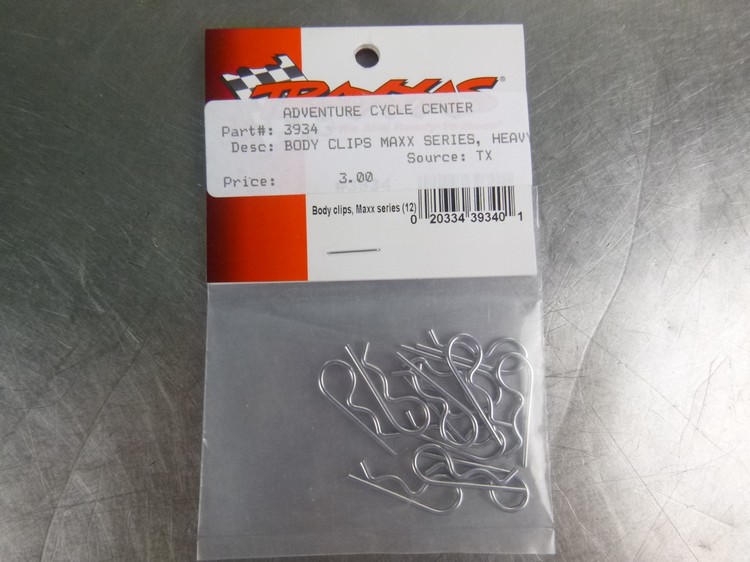 TRAXXAS®
ADVENTURE CYCLE CENTER
Part#: 3934
Desc: BODY CLIPS MAXX SERIES, HEAVY
Source: TX
Price: 3.00
#3934
Body clips, Maxx series (12)
0 20334 39340 1